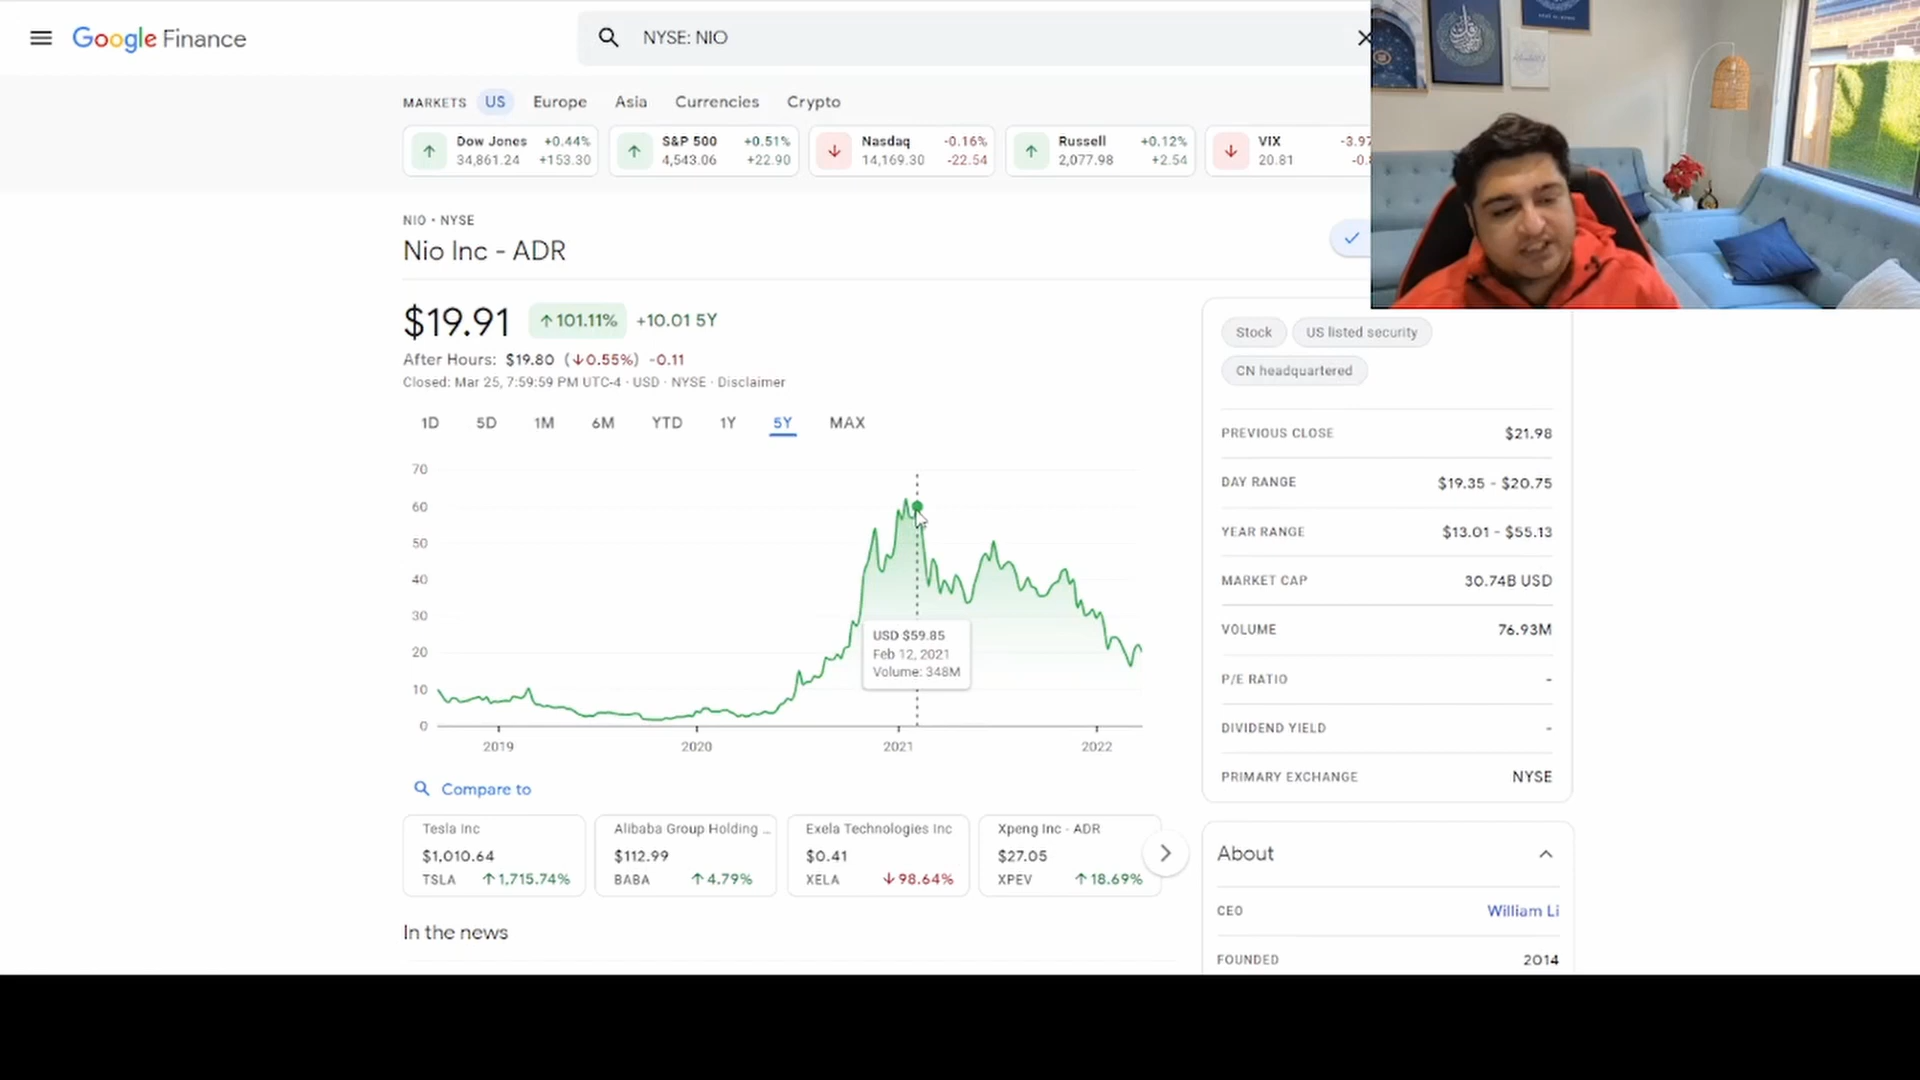 Google Finance
NYSE: NIO
MARKETS US Europe Asia Currencies Crypto
Dow Jones +0.44%
34,861.24 +153.30
S&P 500 +0.51%
4,543.06 +22.90
Nasdaq -0.16%
14,169.30 -22.54
Russell +0.12%
2,077.98 +2.54
VIX -3.97
20.81
NIO • NYSE
Nio Inc - ADR
$19.91 101.11% +10.01 5Y
After Hours: $19.80 (↓0.55%) -0.11
Closed: Mar 25, 7:59:59 PM UTC-4 · USD · NYSE · Disclaimer
1D 5D 1M 6M YTD 1Y 5Y MAX
70
60
50
40
30
20
10
0
USD $59.85
Feb 12, 2021
Volume: 348M
2019 2020 2021 2022
Compare to
Tesla Inc
$1,010.64
TSLA ↑1,715.74%
Alibaba Group Holding ...
$112.99
BABA ↑4.79%
Exela Technologies Inc
$0.41
XELA ↓98.64%
Xpeng Inc - ADR
$27.05
XPEV ↑18.69%
In the news
Stock US listed security
CN headquartered
PREVIOUS CLOSE $21.98
DAY RANGE $19.35 - $20.75
YEAR RANGE $13.01 - $55.13
MARKET CAP 30.74B USD
VOLUME 76.93M
P/E RATIO -
DIVIDEND YIELD -
PRIMARY EXCHANGE NYSE
About
CEO William Li
FOUNDED 2014